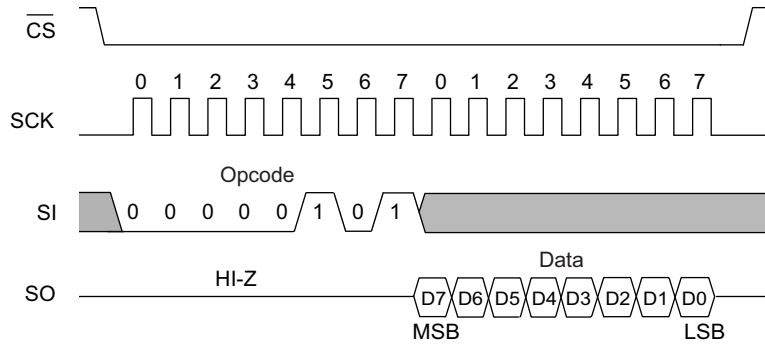 CS
0 1 2 3 4 5 6 7 0 1 2 3 4 5 6 7
SCK
Opcode
SI 0 0 0 0 0 1 0 1
HI-Z Data
SO D7 D6 D5 D4 D3 D2 D1 D0
MSB LSB